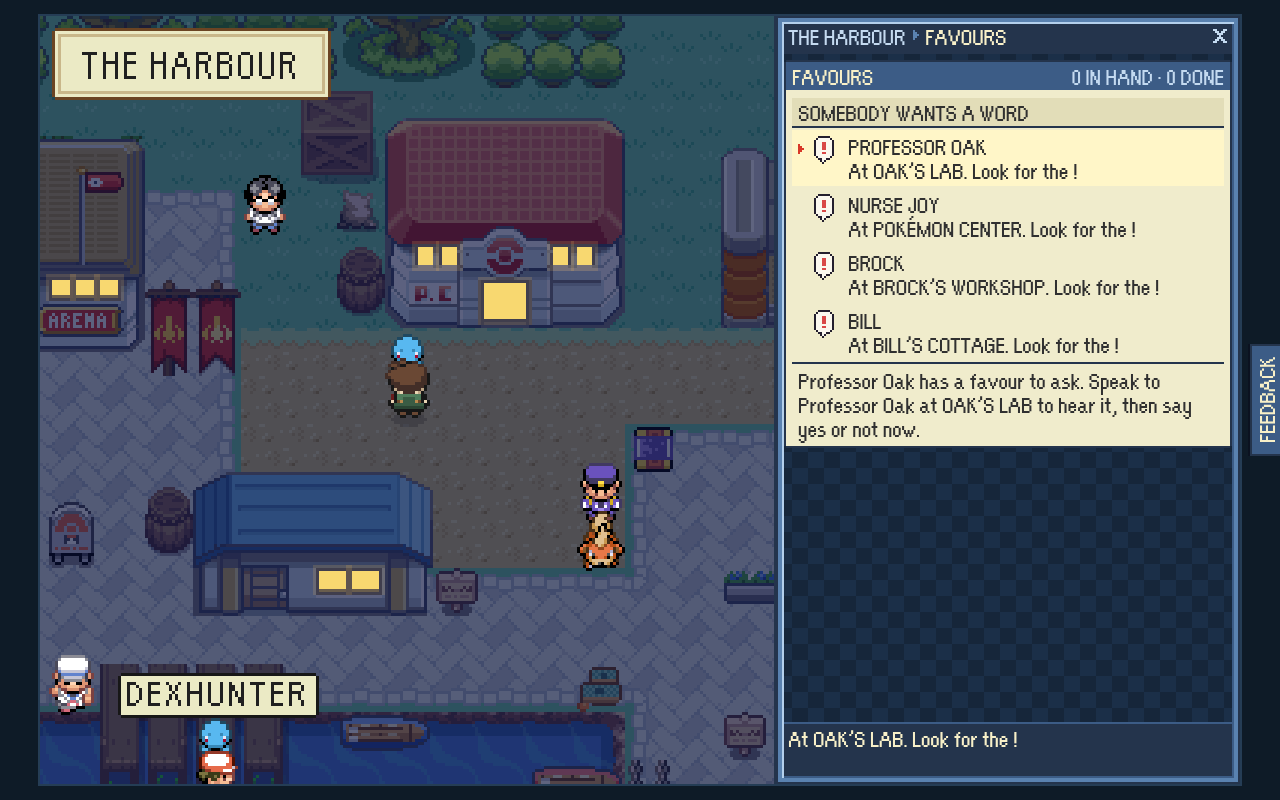 THE HARBOUR
THE HARBOUR FAVOURS X
FAVOURS 0 IN HAND · 0 DONE
SOMEBODY WANTS A WORD
PROFESSOR OAK
At OAK'S LAB. Look for the !
NURSE JOY
At POKÉMON CENTER. Look for the !
BROCK
At BROCK'S WORKSHOP. Look for the !
BILL
At BILL'S COTTAGE. Look for the !
Professor Oak has a favour to ask. Speak to
Professor Oak at OAK'S LAB to hear it, then say
yes or not now.
At OAK'S LAB. Look for the !
FEEDBACK
P.C
ARENA
DEXHUNTER